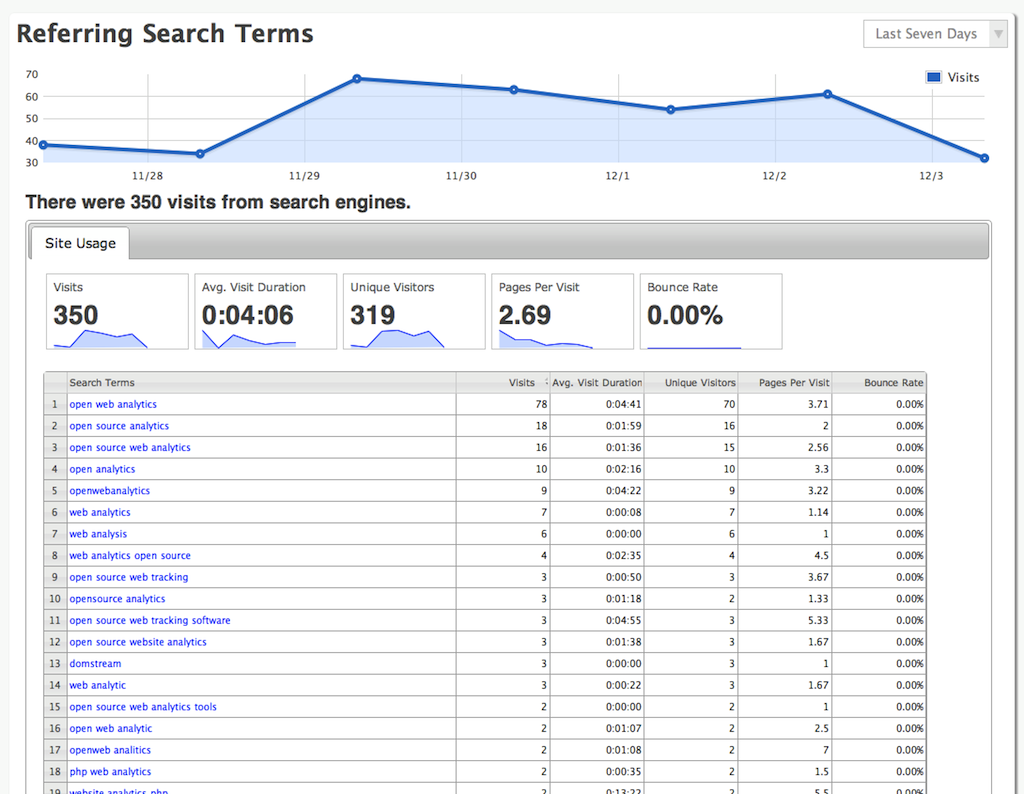 Referring Search Terms
Last Seven Days
70
60
50
40
30
Visits
11/28 11/29 11/30 12/1 12/2 12/3
There were 350 visits from search engines.
Site Usage
Visits Avg. Visit Duration Unique Visitors Pages Per Visit Bounce Rate
350 0:04:06 319 2.69 0.00%
Search Terms Visits Avg. Visit Duration Unique Visitors Pages Per Visit Bounce Rate
1 open web analytics 78 0:04:41 70 3.71 0.00%
2 open source analytics 18 0:01:59 16 2 0.00%
3 open source web analytics 16 0:01:36 15 2.56 0.00%
4 open analytics 10 0:02:16 10 3.3 0.00%
5 openwebanalytics 9 0:04:22 9 3.22 0.00%
6 web analytics 7 0:00:08 7 1.14 0.00%
7 web analysis 6 0:00:00 6 1 0.00%
8 web analytics open source 4 0:02:35 4 4.5 0.00%
9 open source web tracking 3 0:00:50 3 3.67 0.00%
10 opensource analytics 3 0:01:18 2 1.33 0.00%
11 open source web tracking software 3 0:04:55 3 5.33 0.00%
12 open source website analytics 3 0:01:38 3 1.67 0.00%
13 domstream 3 0:00:00 3 1 0.00%
14 web analytic 3 0:00:22 3 1.67 0.00%
15 open source web analytics tools 2 0:00:00 2 1 0.00%
16 open web analytic 2 0:01:07 2 2.5 0.00%
17 openweb analitics 2 0:01:08 2 7 0.00%
18 php web analytics 2 0:00:35 2 1.5 0.00%
19 website analytics php 2 0:13:22 2 5.5 0.00%